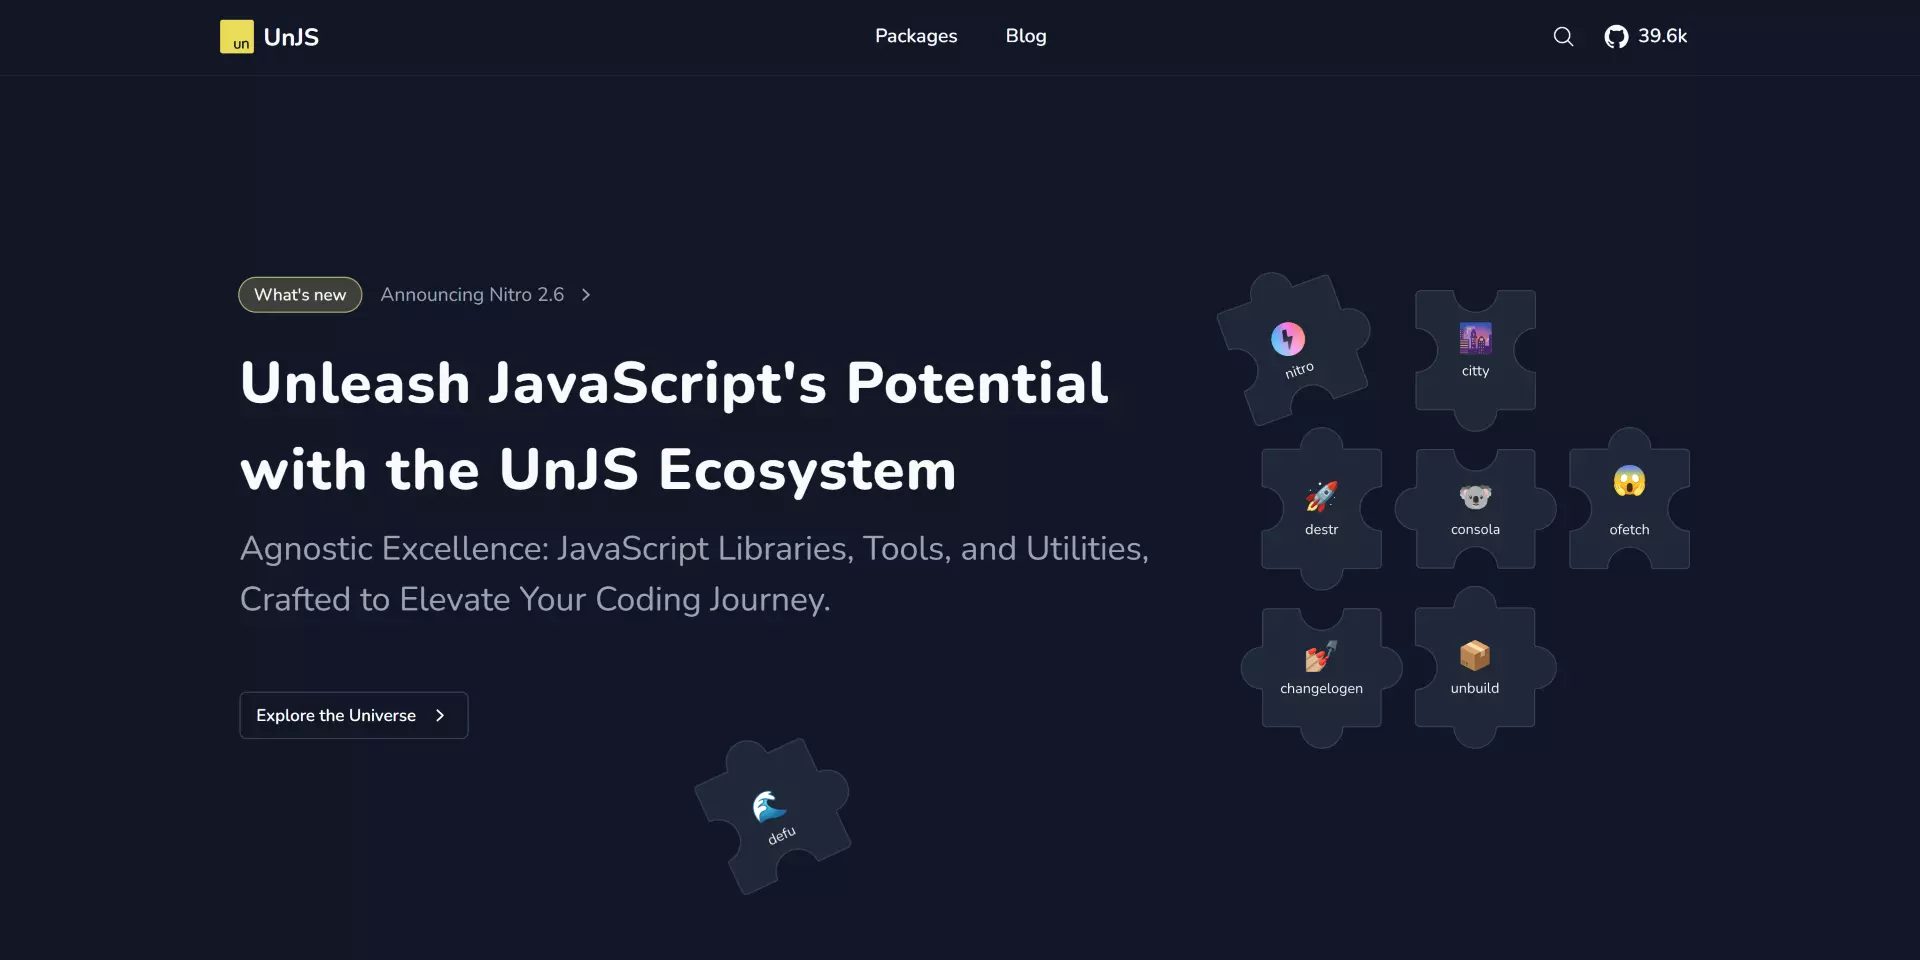 un UnJS
Packages
Blog
39.6k
What's new
Announcing Nitro 2.6
Unleash JavaScript's Potential
with the UnJS Ecosystem
Agnostic Excellence: JavaScript Libraries, Tools, and Utilities,
Crafted to Elevate Your Coding Journey.
Explore the Universe
nitro
citty
destr
consola
ofetch
changelogen
unbuild
defu